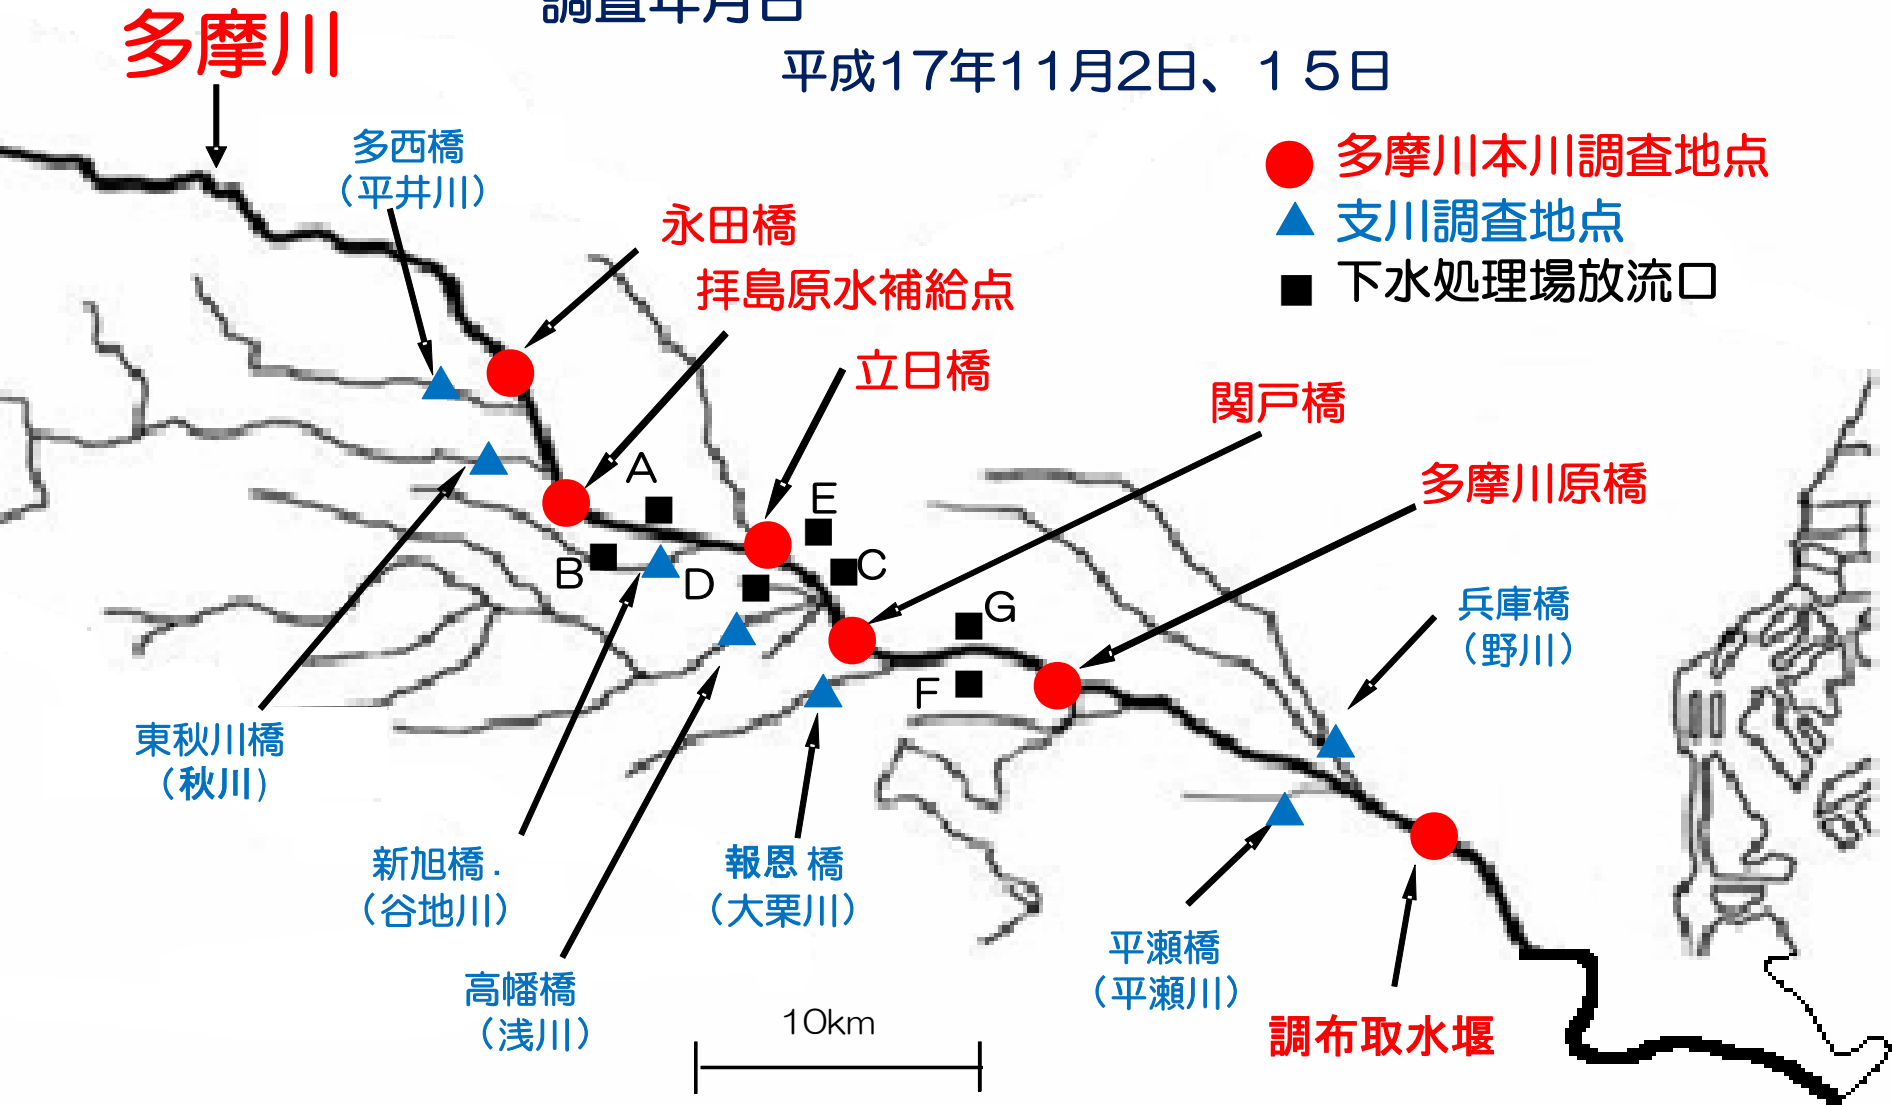 調査年月日
多摩川
平成17年11月2日、１５日
多西橋
（平井川）
多摩川本川調査地点
支川調査地点
下水処理場放流口
永田橋
拝島原水補給点
立日橋
関戸橋
多摩川原橋
A
E
B
D
C
G
F
兵庫橋
（野川）
東秋川橋
（秋川）
新旭橋.
（谷地川）
報恩橋
（大栗川）
高幡橋
（浅川）
平瀬橋
（平瀬川）
調布取水堰
10km